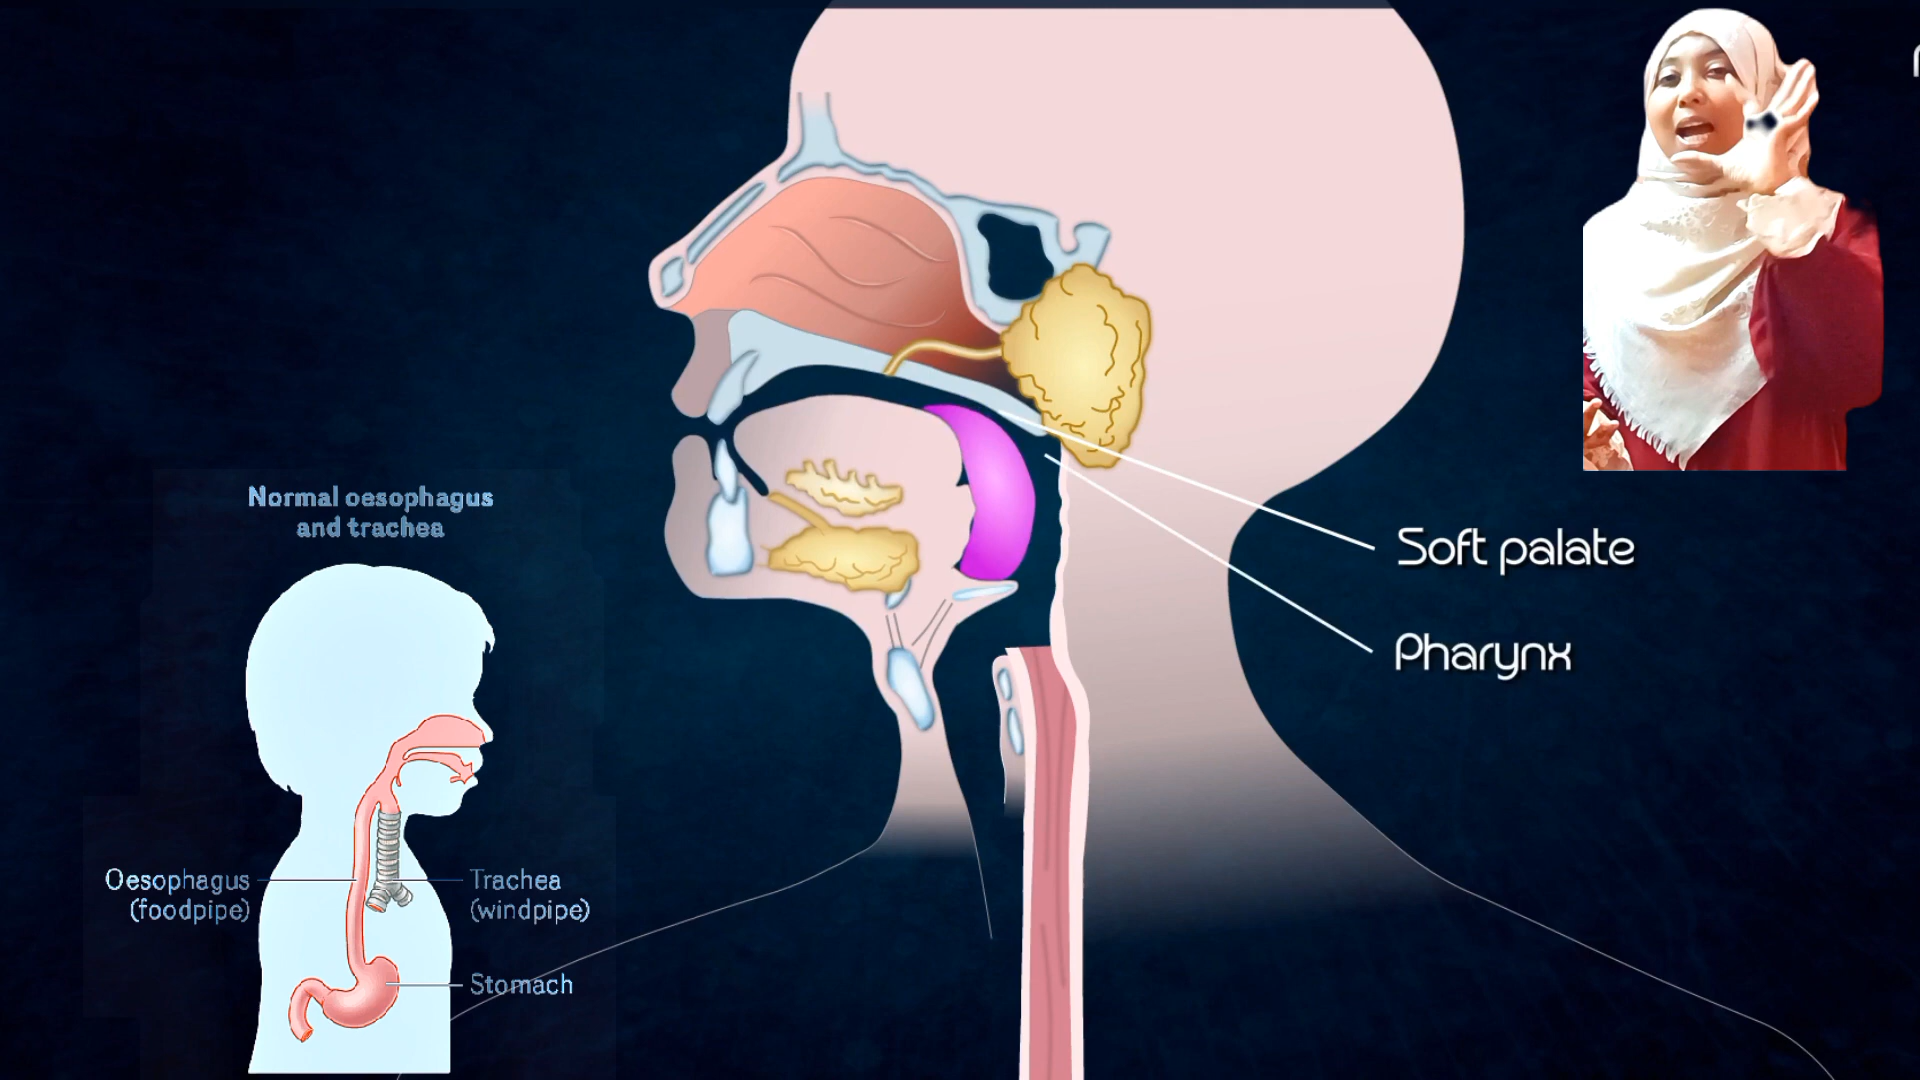 Normal oesophagus
and trachea
Oesophagus
(foodpipe)
Trachea
(windpipe)
Stomach
Soft palate
Pharynx